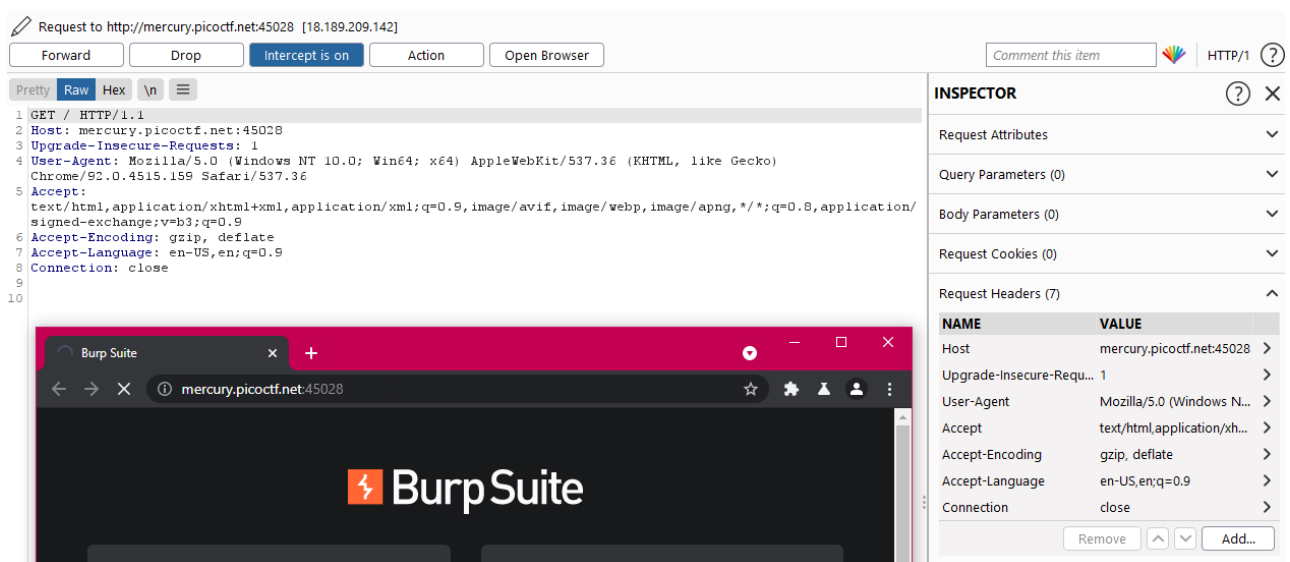 Request to http://mercury.picoctf.net:45028 [18.189.209.142]
Forward Drop Intercept is on Action Open Browser Comment this item HTTP/1 ?
Pretty Raw Hex \n
1 GET / HTTP/1.1
2 Host: mercury.picoctf.net:45028
3 Upgrade-Insecure-Requests: 1
4 User-Agent: Mozilla/5.0 (Windows NT 10.0; Win64; x64) AppleWebKit/537.36 (KHTML, like Gecko)
Chrome/92.0.4515.159 Safari/537.36
5 Accept:
text/html,application/xhtml+xml,application/xml;q=0.9,image/avif,image/webp,image/apng,*/*;q=0.8,application/
signed-exchange;v=b3;q=0.9
6 Accept-Encoding: gzip, deflate
7 Accept-Language: en-US,en;q=0.9
8 Connection: close
9
10
Burp Suite
mercury.picoctf.net:45028
Burp Suite
INSPECTOR ?
Request Attributes
Query Parameters (0)
Body Parameters (0)
Request Cookies (0)
Request Headers (7)
NAME VALUE
Host mercury.picoctf.net:45028
Upgrade-Insecure-Requ... 1
User-Agent Mozilla/5.0 (Windows N...
Accept text/html,application/xh...
Accept-Encoding gzip, deflate
Accept-Language en-US,en;q=0.9
Connection close
Remove Add...